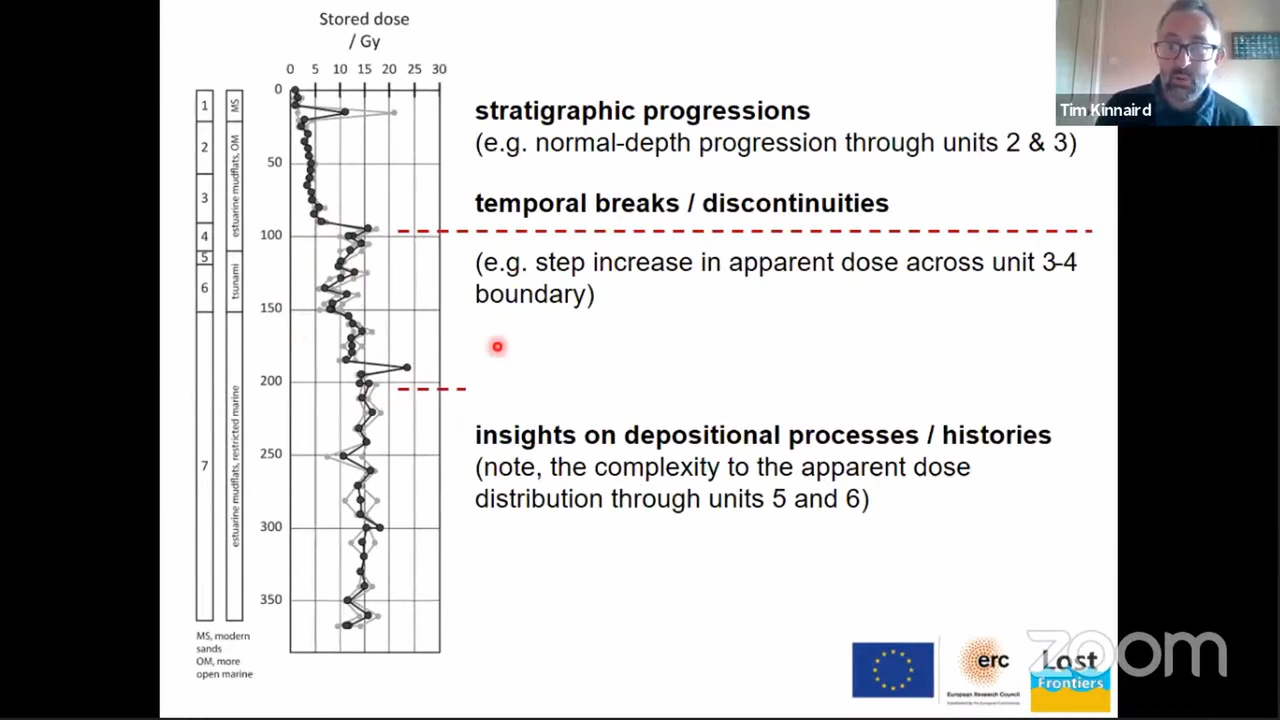 Stored dose
/ Gy
0 5 10 15 20 25 30
0
50
100
150
200
250
300
350
1
2
3
4
5
6
7
MS
estuarine mudflats, OM
tsunami
estuarine mudflats, restricted marine
MS, modern
sands
OM, more
open marine
stratigraphic progressions
(e.g. normal-depth progression through units 2 & 3)
temporal breaks / discontinuities
(e.g. step increase in apparent dose across unit 3-4
boundary)
insights on depositional processes / histories
(note, the complexity to the apparent dose
distribution through units 5 and 6)
Tim Kinnaird
erc
European Research Council
Lost
Frontiers
zoom